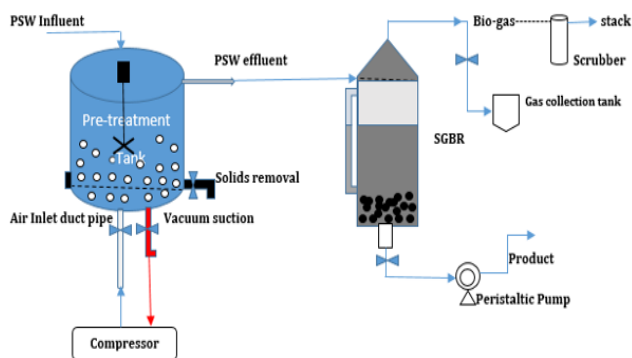 PSW Influent
Bio-gas
stack
Scrubber
PSW effluent
Gas collection tank
Pre-treatment
Tank
SGBR
Solids removal
Air Inlet duct pipe
Vacuum suction
Product
Peristaltic Pump
Compressor